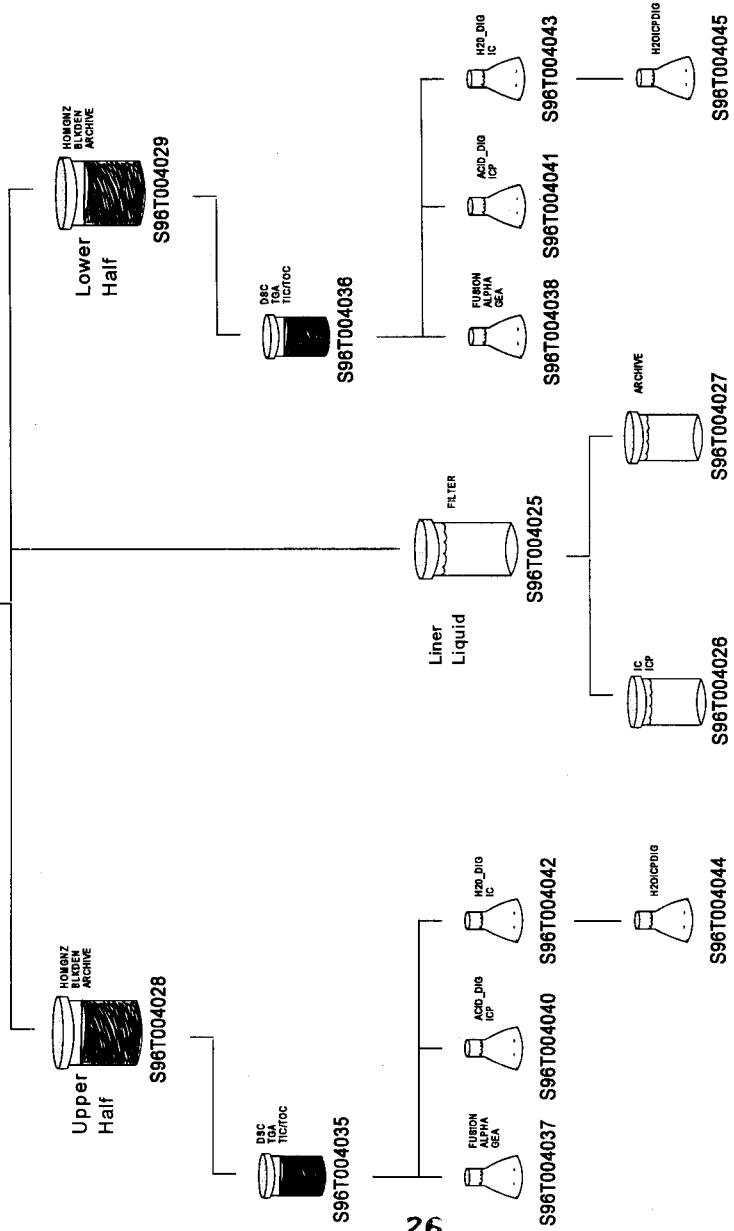 HOMGNZ
BLKDEN
ARCHIVE
Upper
Half
S96T004028
HOMGNZ
BLKDEN
ARCHIVE
Lower
Half
S96T004029
DSC
TGA
TIC/TOC
S96T004035
DSC
TGA
TIC/TOC
S96T004036
Liner
Liquid
FILTER
S96T004025
FUSION
ALPHA
GEA
S96T004037
ACID_DIG
ICP
S96T004040
H20_DIG
IC
S96T004042
FUSION
ALPHA
GEA
S96T004038
ACID_DIG
ICP
S96T004041
H20_DIG
IC
S96T004043
H2OICPDIG
S96T004044
IC
ICP
S96T004026
ARCHIVE
S96T004027
H2OICPDIG
S96T004045
26